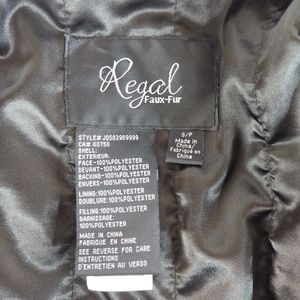 Regal
Faux-Fur
S/P
Made in
China/
Fabriqué en
Chine
STYLE#:J0583989999
CA# 00750
SHELL:
EXTERIEUR:
FACE-100%POLYESTER
DEVANT-100%POLYESTER
BACKING-100%POLYESTER
ENVERS-100%POLYESTER
LINING:100%POLYESTER
DOUBLURE:100%POLYESTER
FILLING:100%POLYESTER
GARNISSAGE:
100%POLYESTER
MADE IN CHINA
FABRIQUE EN CHINE
SEE REVERSE FOR CARE
INSTRUCTIONS
D'ENTRETIEN AU VERSO